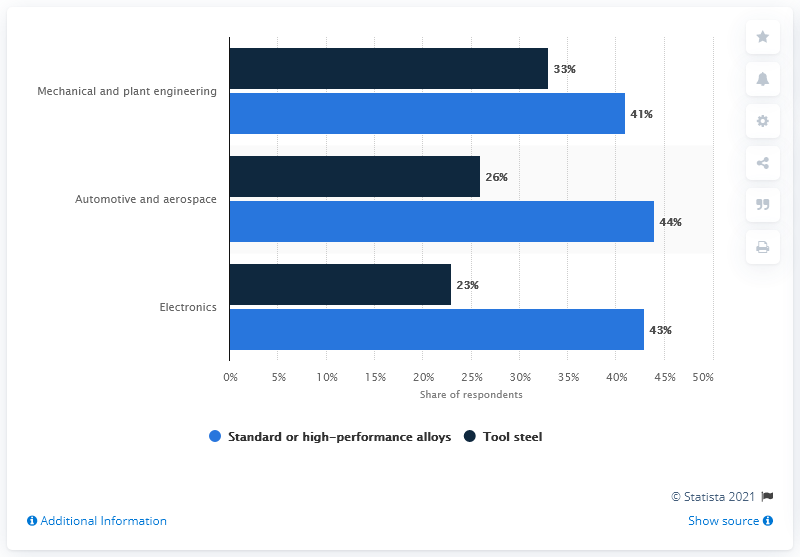 Mechanical and plant engineering
33%
41%
Automotive and aerospace
26%
44%
Electronics
23%
43%
0% 5% 10% 15% 20% 25% 30% 35% 40% 45% 50%
Share of respondents
Standard or high-performance alloys Tool steel
© Statista 2021
Additional Information Show source